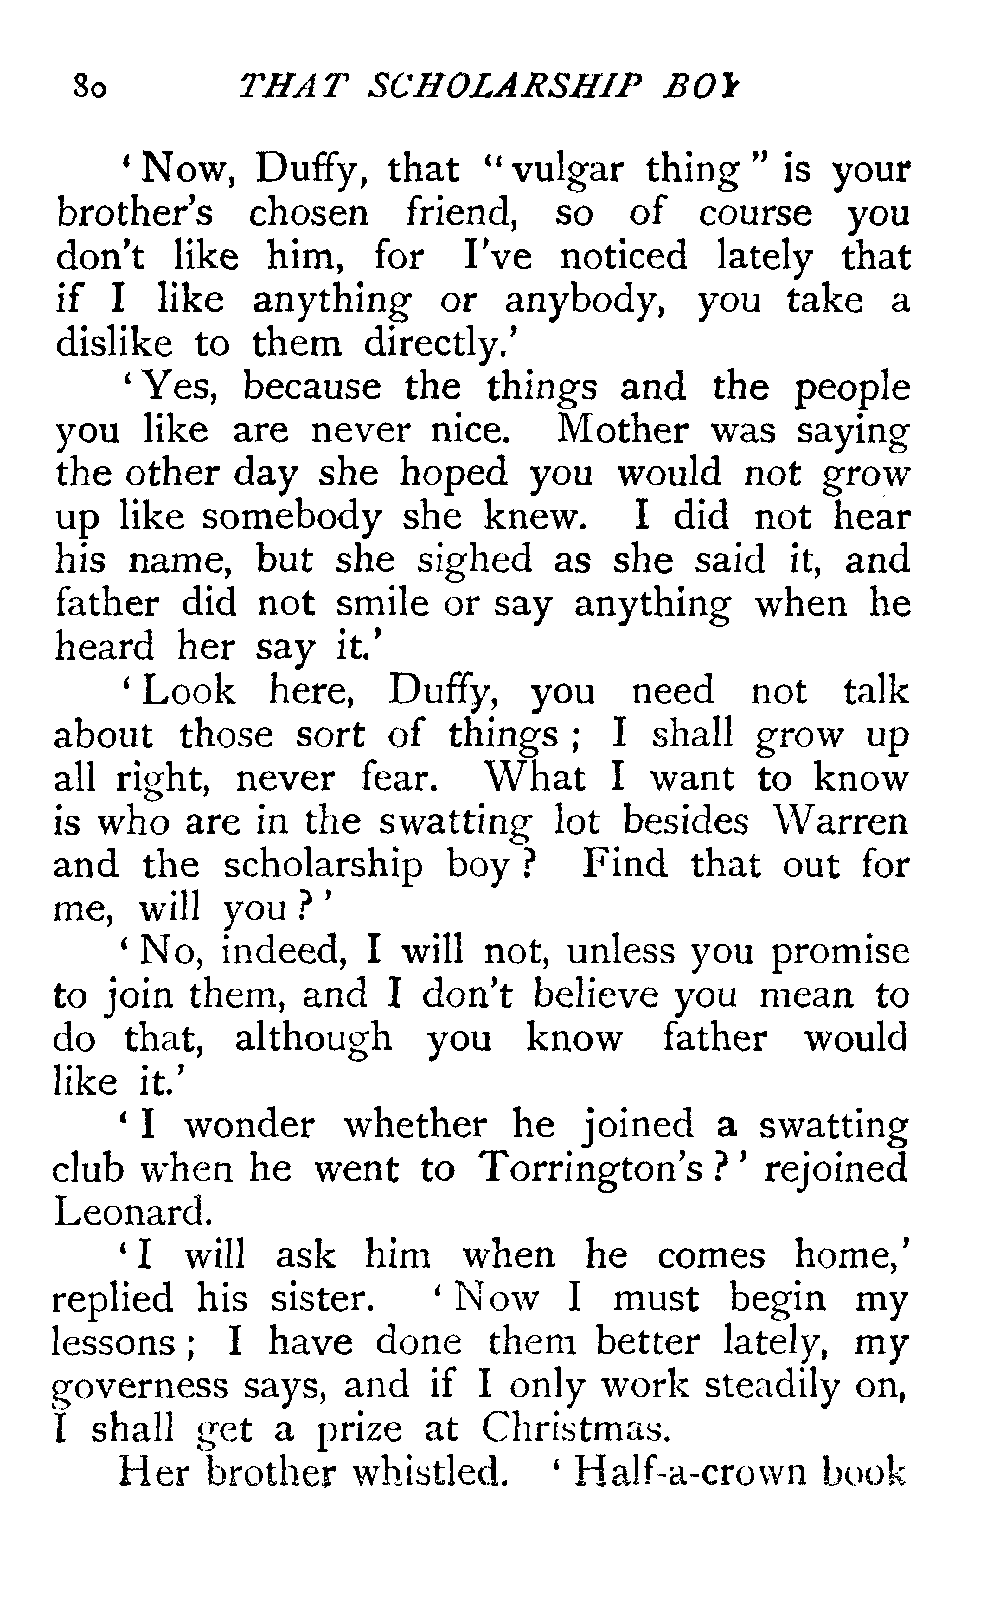 80 THAT SCHOLARSHIP BOY
‘Now, Duffy, that “vulgar thing” is your
brother’s chosen friend, so of course you
don’t like him, for I’ve noticed lately that
if I like anything or anybody, you take a
dislike to them directly.’
‘Yes, because the things and the people
you like are never nice. Mother was saying
the other day she hoped you would not grow
up like somebody she knew. I did not hear
his name, but she sighed as she said it, and
father did not smile or say anything when he
heard her say it.’
‘Look here, Duffy, you need not talk
about those sort of things ; I shall grow up
all right, never fear. What I want to know
is who are in the swatting lot besides Warren
and the scholarship boy ? Find that out for
me, will you ? ’
‘No, indeed, I will not, unless you promise
to join them, and I don’t believe you mean to
do that, although you know father would
like it.’
‘I wonder whether he joined a swatting
club when he went to Torrington’s ? ’ rejoined
Leonard.
‘I will ask him when he comes home,’
replied his sister. ‘Now I must begin my
lessons ; I have done them better lately, my
governess says, and if I only work steadily on,
I shall get a prize at Christmas.
Her brother whistled. ‘Half-a-crown book